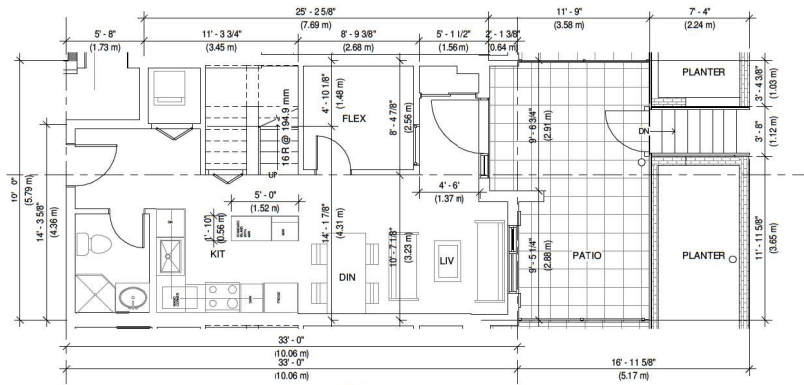 25' - 2 5/8"
(7.69 m)
11' - 9"
(3.58 m)
7' - 4"
(2.24 m)
5' - 8"
(1.73 m)
11' - 3 3/4"
(3.45 m)
8' - 9 3/8"
(2.68 m)
5' - 1 1/2"
(1.56 m)
2' - 1 3/8"
(0.64 m)
PLANTER
3' - 4 3/8"
(1.03 m)
4' - 10 1/8"
(1.48 m)
FLEX
8' - 4 7/8"
(2.56 m)
9' - 6 3/4"
(2.91 m)
DN
3' - 8"
(1.12 m)
16 R @ 194.9 mm
UP
10' 0"
(5.79 m)
14' - 3 5/8"
(4.36 m)
5' - 0"
(1.52 m)
4' - 6"
(1.37 m)
1' - 10"
(0.56 m)
14' - 1 7/8"
(4.31 m)
10' - 7 1/8"
(3.23 m)
9' - 5 1/4"
(2.88 m)
11' - 11 5/8"
(3.65 m)
KIT
DIN
LIV
PATIO
PLANTER
33' - 0"
(10.06 m)
33' - 0"
(10.06 m)
16' - 11 5/8"
(5.17 m)